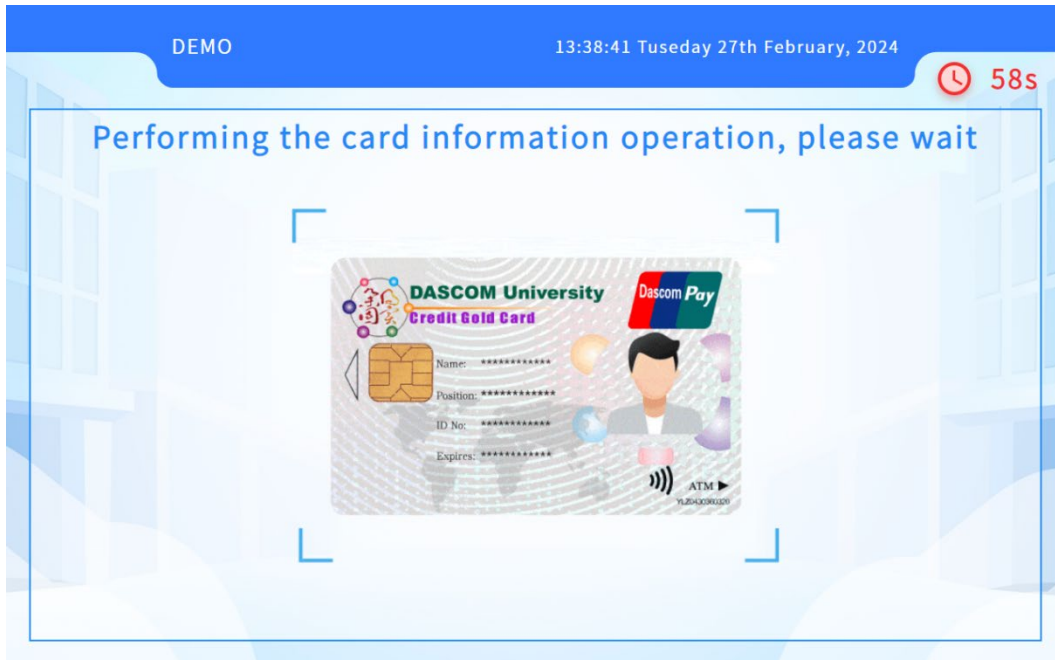 DEMO
13:38:41 Tuseday 27th February, 2024
58s
Performing the card information operation, please wait
DASCOM University
Credit Gold Card
Dascom Pay
Name: ************
Position: ************
ID No: ************
Expires: ************
ATM
YLZ0430360320